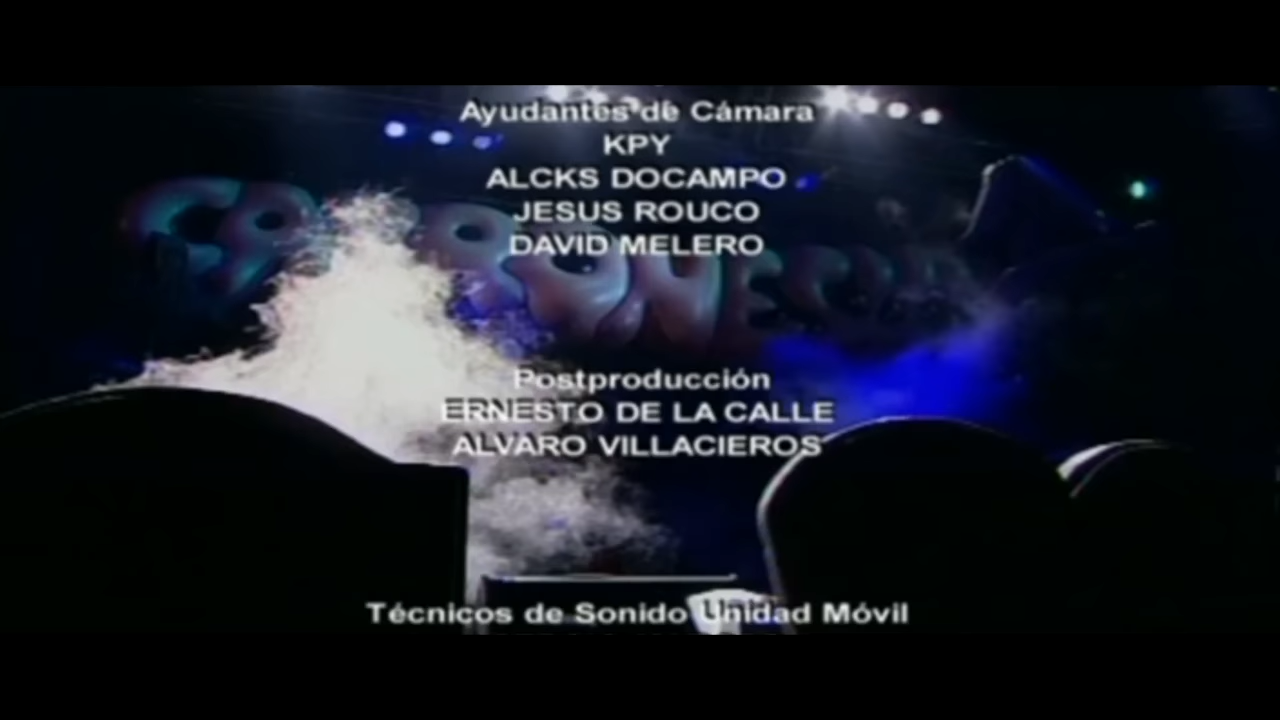 Ayudantes de Cámara
KPY
ALCKS DOCAMPO
JESUS ROUCO
DAVID MELERO
Postproducción
ERNESTO DE LA CALLE
ALVARO VILLACIEROS
Técnicos de Sonido Unidad Móvil